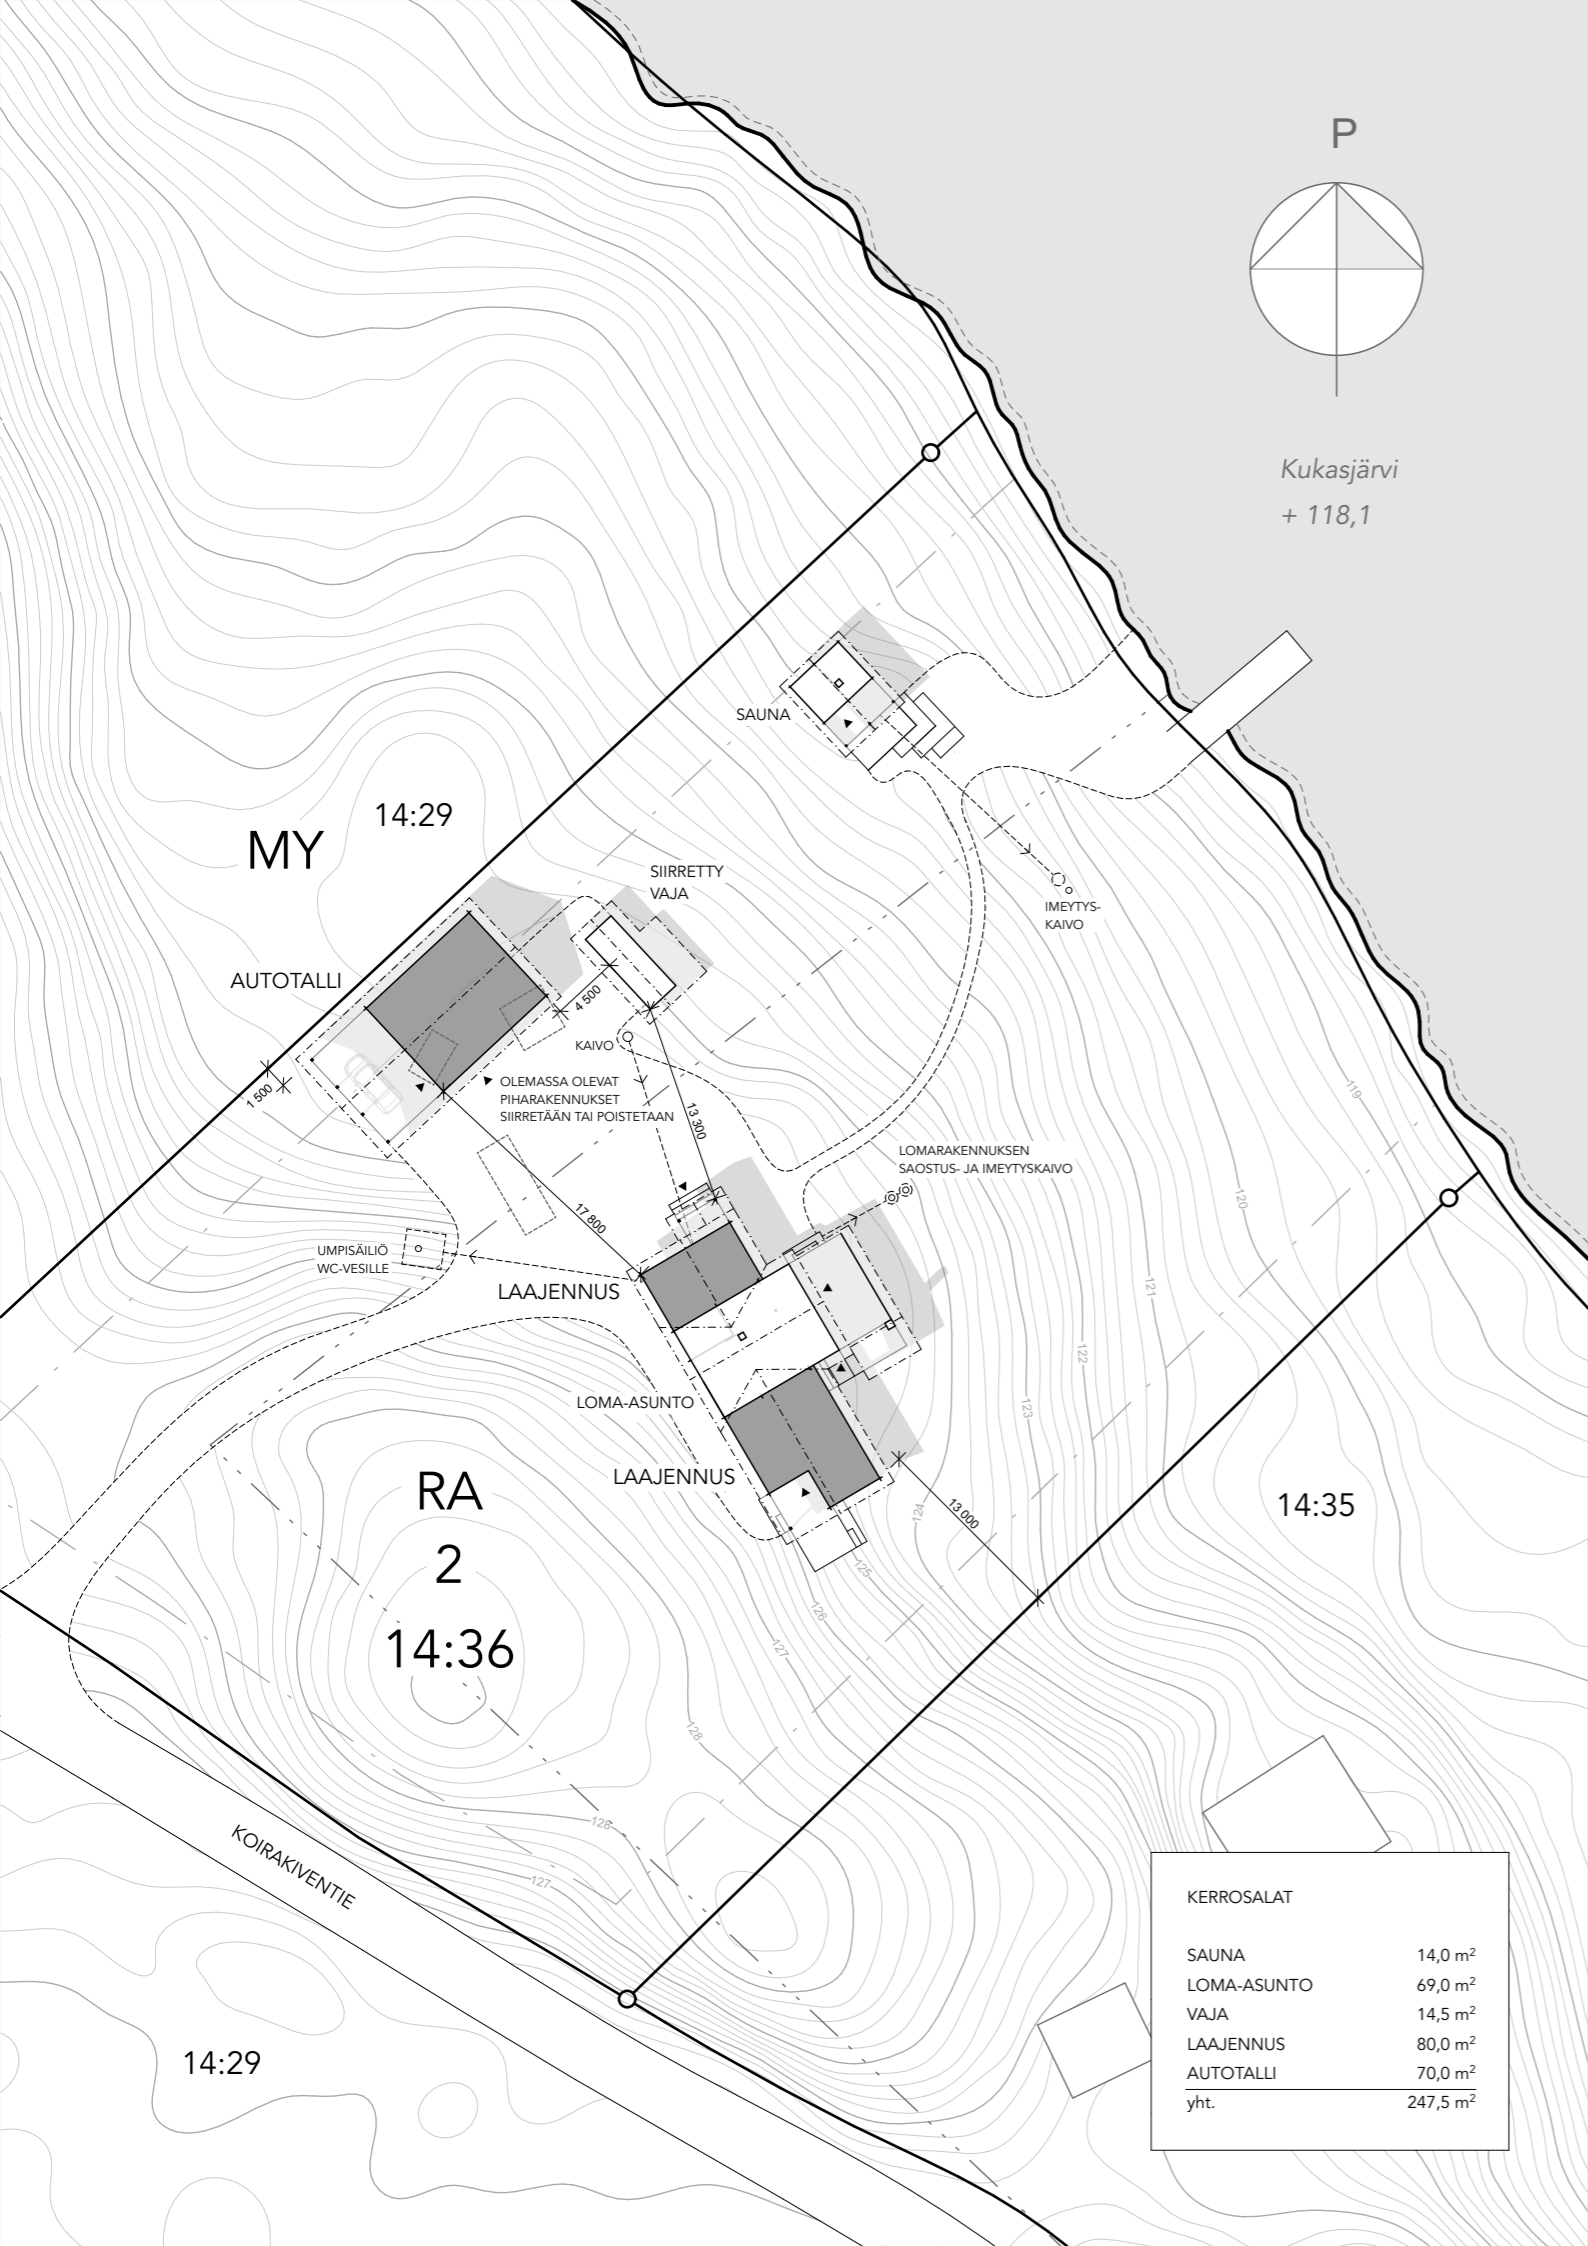 P
Kukasjärvi
+ 118,1
SAUNA
14:29
MY
SIIRRETTY
VAJA
IMEYTYS-
KAIVO
AUTOTALLI
4 500
KAIVO
1 500
OLEMASSA OLEVAT
PIHARAKENNUKSET
SIIRRETÄÄN TAI POISTETAAN
13 300
119
LOMARAKENNUKSEN
SAOSTUS- JA IMEYTYSKAIVO
17 800
120
UMPISÄILIÖ
WC-VESILLE
LAAJENNUS
121
122
LOMA-ASUNTO
123
LAAJENNUS
RA
2
14:36
124
13 000
14:35
125
126
127
128
128
127
KOIRAKIVENTIE
14:29
KERROSALAT
SAUNA 14,0 m²
LOMA-ASUNTO 69,0 m²
VAJA 14,5 m²
LAAJENNUS 80,0 m²
AUTOTALLI 70,0 m²
yht. 247,5 m²